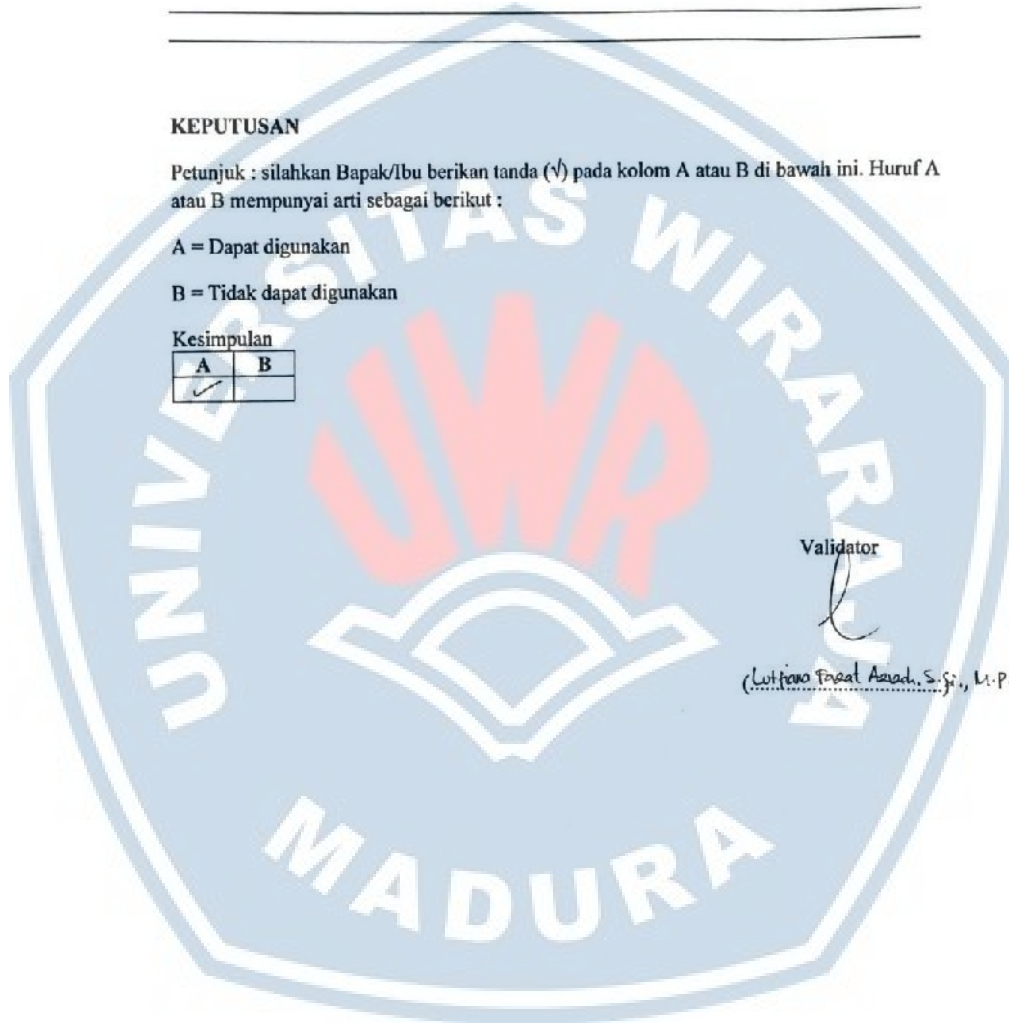 KEPUTUSAN
Petunjuk : silahkan Bapak/Ibu berikan tanda (√) pada kolom A atau B di bawah ini. Huruf A
atau B mempunyai arti sebagai berikut :
A = Dapat digunakan
B = Tidak dapat digunakan
Kesimpulan
A B
✓
Validator
S.Si., M.P
UNIVERSITAS WIRARAJA
UWR
MADURA